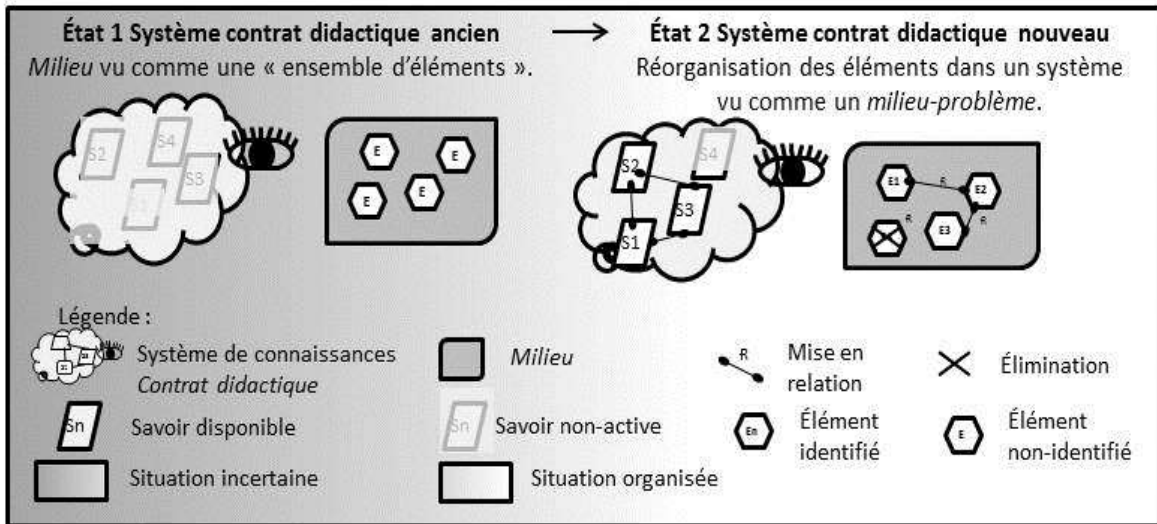 État 1 Système contrat didactique ancien
Milieu vu comme une « ensemble d'éléments ».
S2
S4
S3
S1
E
E
E
E
État 2 Système contrat didactique nouveau
Réorganisation des éléments dans un système
vu comme un milieu-problème.
S2
S4
S3
S1
E1
R
E2
R
R
E3
Légende :
Système de connaissances
Contrat didactique
Milieu
R
Mise en
relation
Élimination
Sn
Savoir disponible
Sn
Savoir non-active
En
Élément
identifié
E
Élément
non-identifié
Situation incertaine
Situation organisée